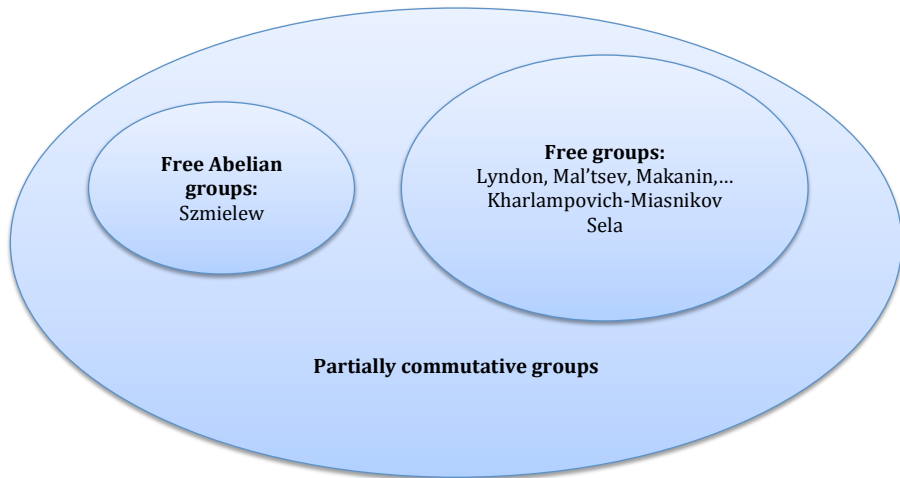 Free Abelian
groups:
Szmielew
Free groups:
Lyndon, Mal'tsev, Makanin,...
Kharlampovich-Miasnikov
Sela
Partially commutative groups